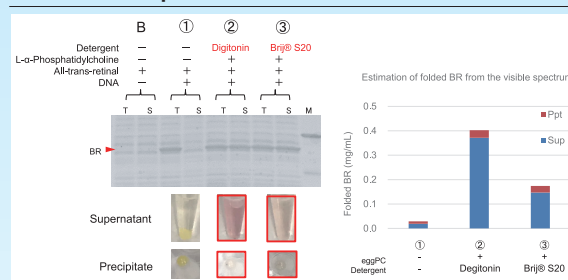 B ① ② ③
Detergent – – Digitonin Brij® S20
L-α-Phosphatidylcholine – – + +
All-trans-retinal + + + +
DNA – + + +
T S T S T S T S M
BR
Supernatant
Precipitate
Estimation of folded BR from the visible spectrum
Folded BR (mg/mL)
0.5
0.4
0.3
0.2
0.1
0
Ppt
Sup
① ② ③
eggPC - + +
Detergent - Degitonin Brij® S20